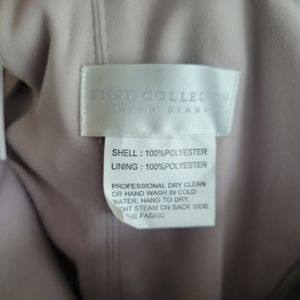 COLLECTION
SHELL : 100%POLYESTER
LINING : 100%POLYESTER
PROFESSIONAL DRY CLEAN
OR HAND WASH IN COLD
WATER, HANG TO DRY,
STEAM ON BACK SIDE
THE FABRIC